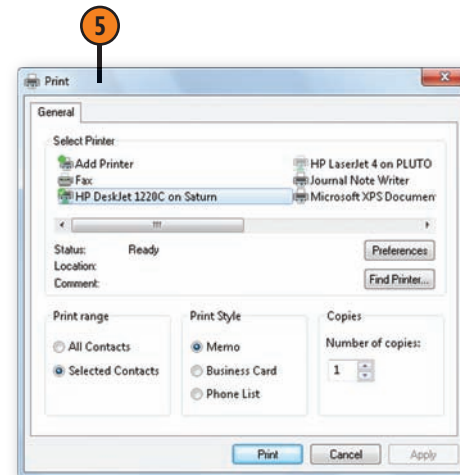 5
Print
General
Select Printer
Add Printer
HP LaserJet 4 on PLUTO
Fax
Journal Note Writer
HP DeskJet 1220C on Saturn
Microsoft XPS Documen
Status: Ready
Preferences
Location:
Comment:
Find Printer...
Print range
Print Style
Copies
All Contacts
Memo
Number of copies:
Selected Contacts
Business Card
1
Phone List
Print
Cancel
Apply